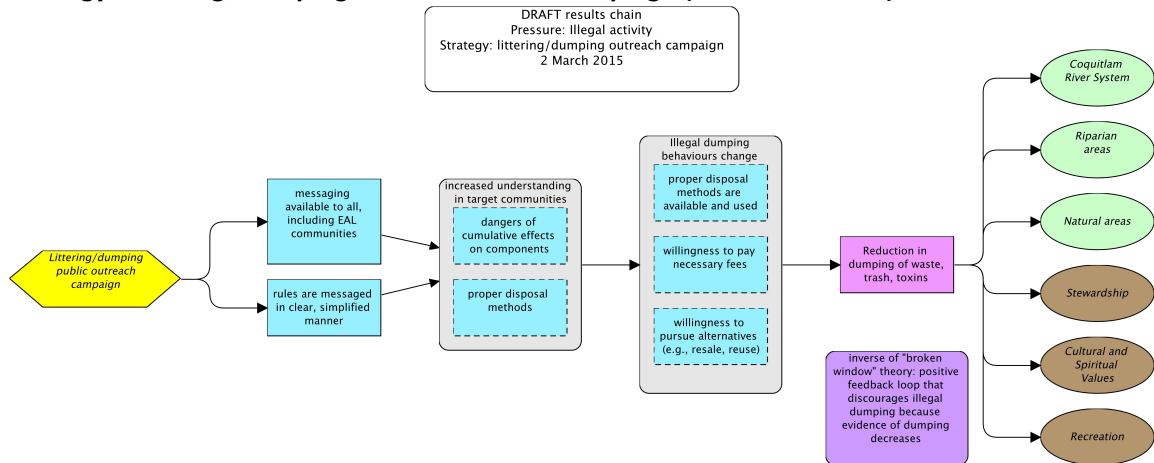 DRAFT results chain
Pressure: Illegal activity
Strategy: littering/dumping outreach campaign
2 March 2015
Littering/dumping
public outreach
campaign
messaging
available to all,
including EAL
communities
rules are messaged
in clear, simplified
manner
increased understanding
in target communities
dangers of
cumulative effects
on components
proper disposal
methods
Illegal dumping
behaviours change
proper disposal
methods are
available and used
willingness to pay
necessary fees
willingness to
pursue alternatives
(e.g., resale, reuse)
Reduction in
dumping of waste,
trash, toxins
inverse of "broken
window" theory: positive
feedback loop that
discourages illegal
dumping because
evidence of dumping
decreases
Coquitlam
River System
Riparian
areas
Natural areas
Stewardship
Cultural and
Spiritual
Values
Recreation